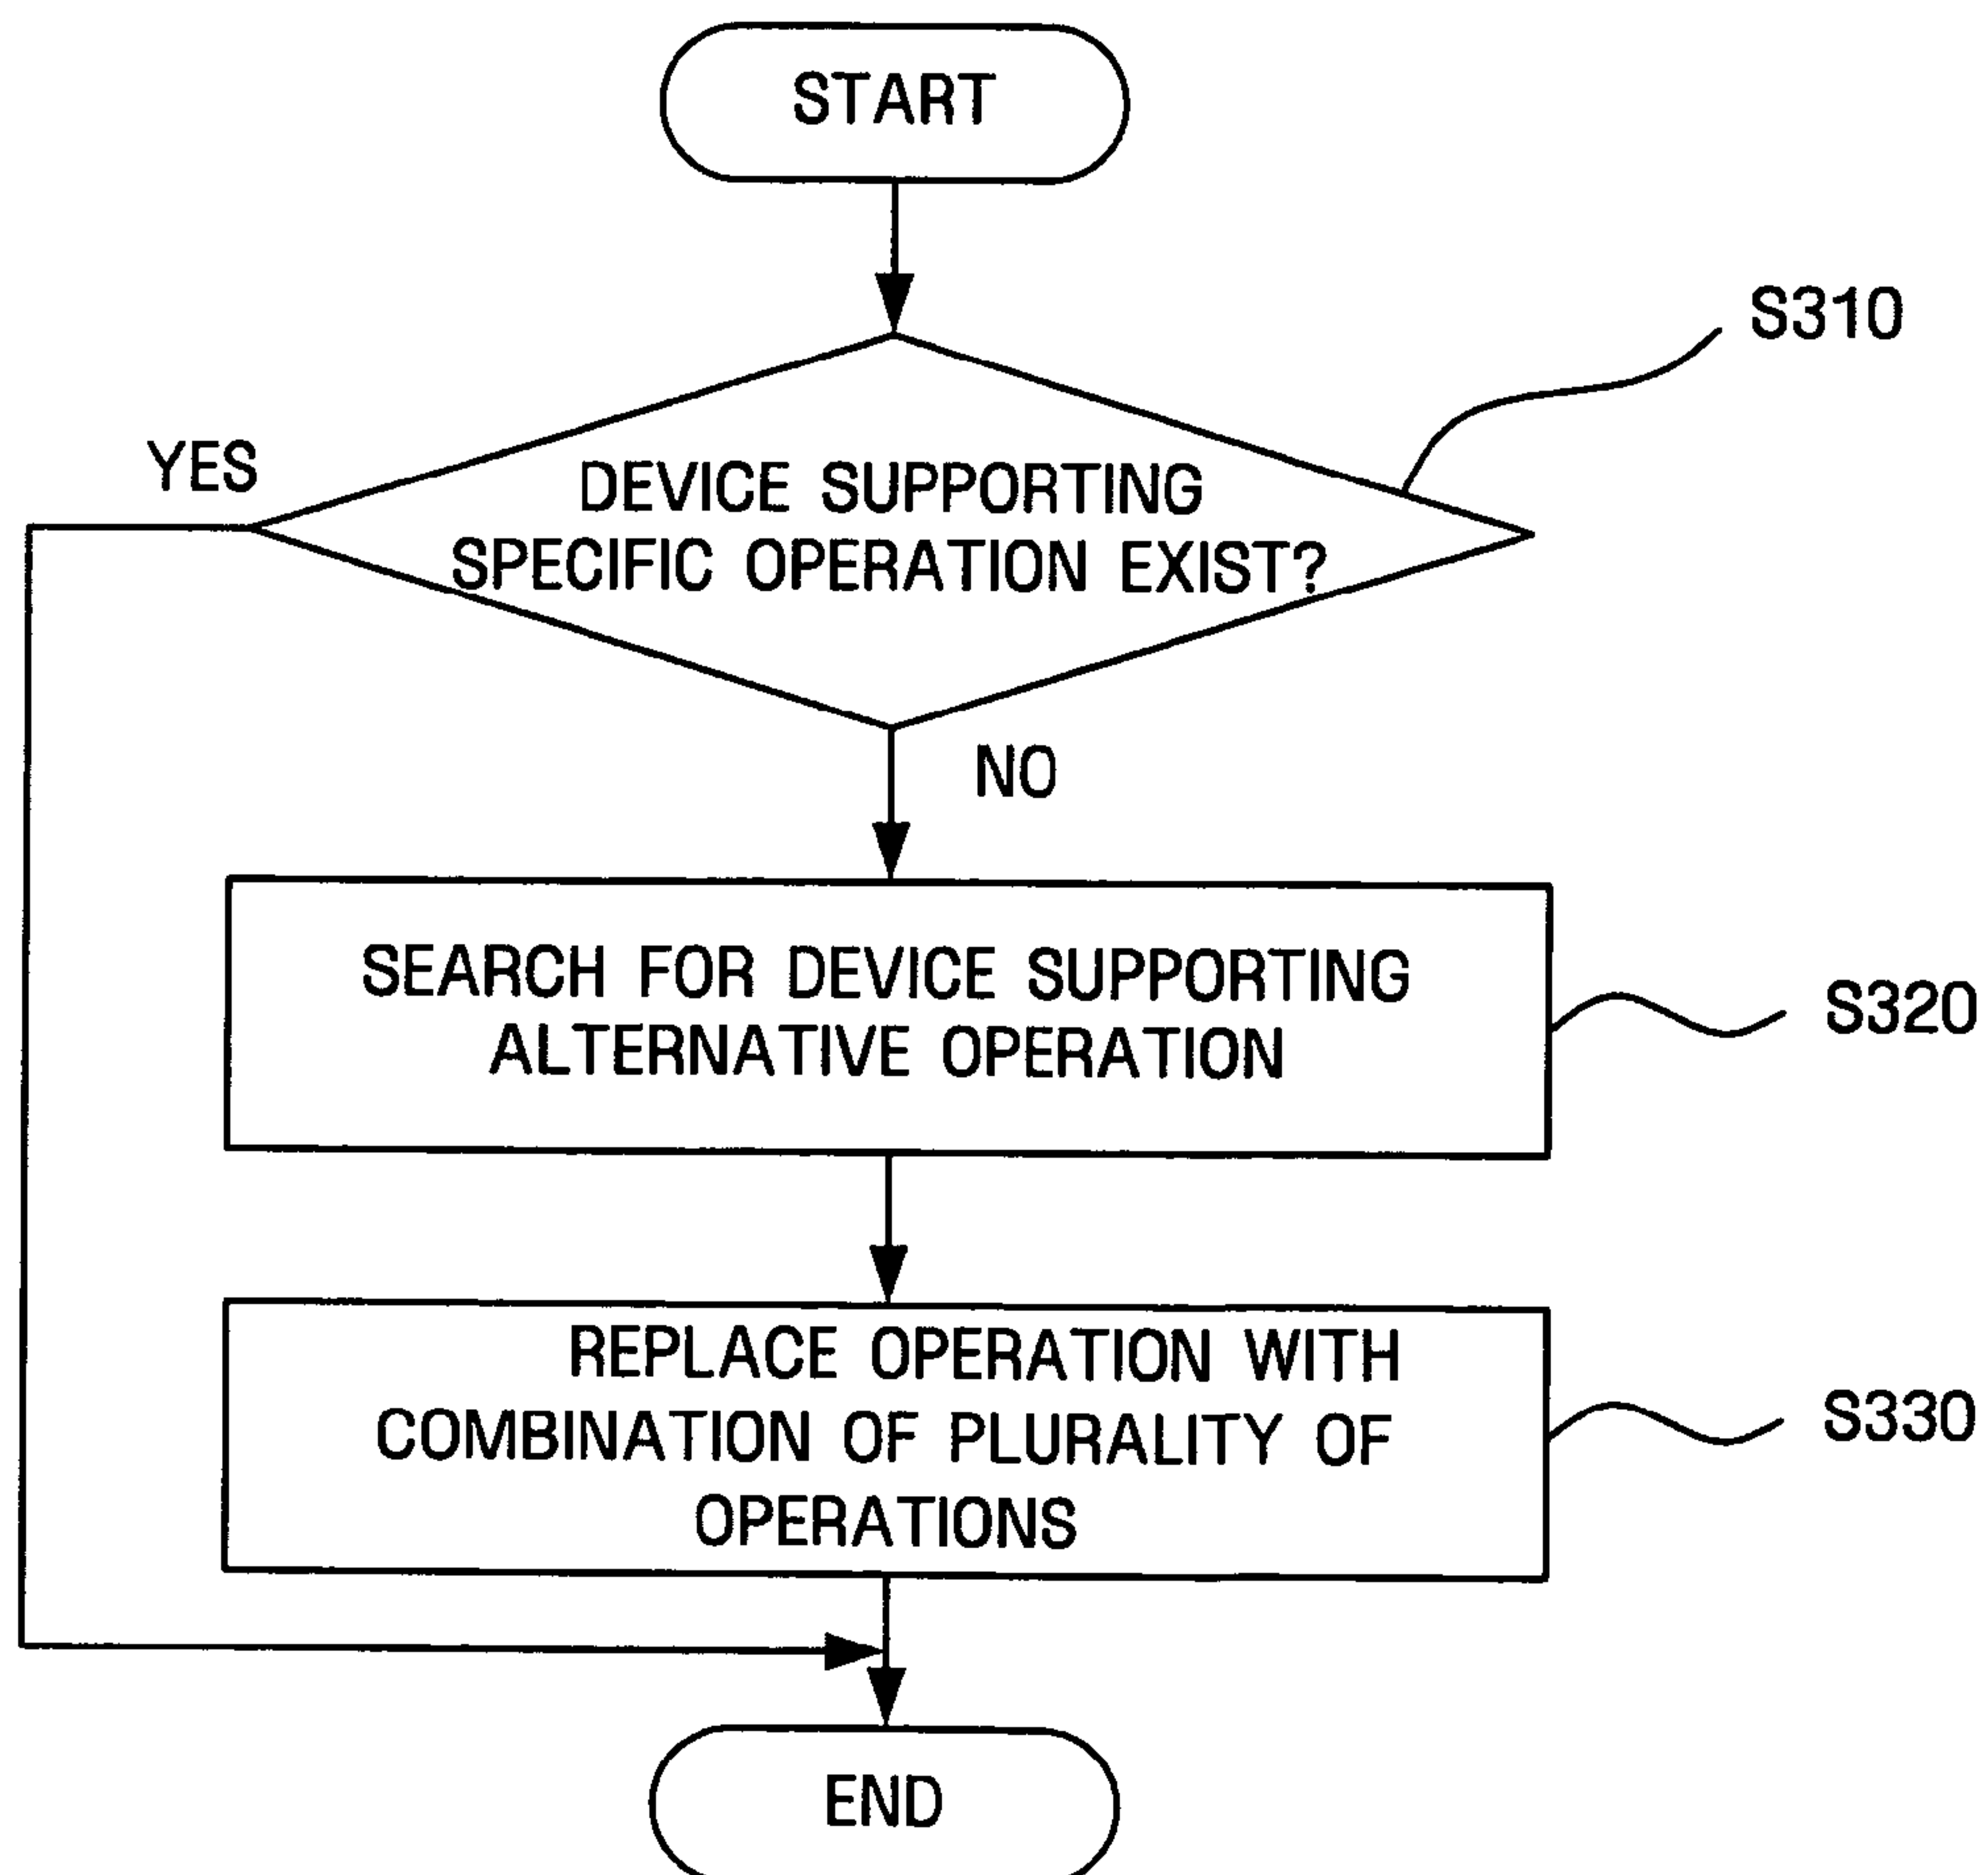 START
S310
YES
DEVICE SUPPORTING
SPECIFIC OPERATION EXIST?
NO
SEARCH FOR DEVICE SUPPORTING
ALTERNATIVE OPERATION
S320
REPLACE OPERATION WITH
COMBINATION OF PLURALITY OF
OPERATIONS
S330
END